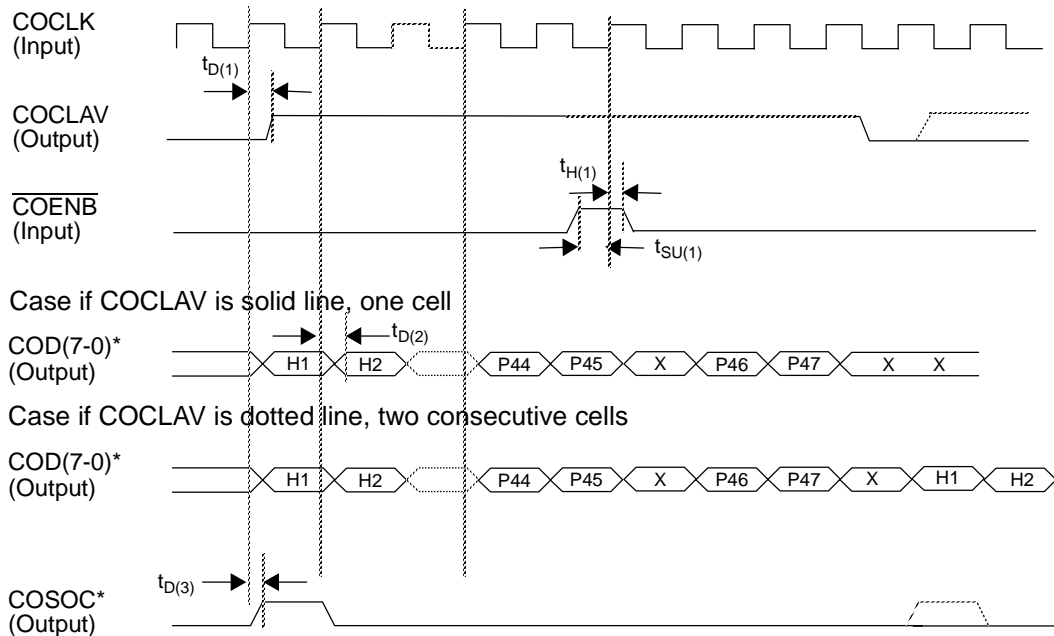 COCLK
(Input)
tD(1)
COCLAV
(Output)
tH(1)
COENB
(Input)
tSU(1)
Case if COCLAV is solid line, one cell
COD(7-0)*
(Output)
tD(2)
H1 H2 P44 P45 X P46 P47 X X
Case if COCLAV is dotted line, two consecutive cells
COD(7-0)*
(Output)
H1 H2 P44 P45 X P46 P47 X H1 H2
tD(3)
COSOC*
(Output)